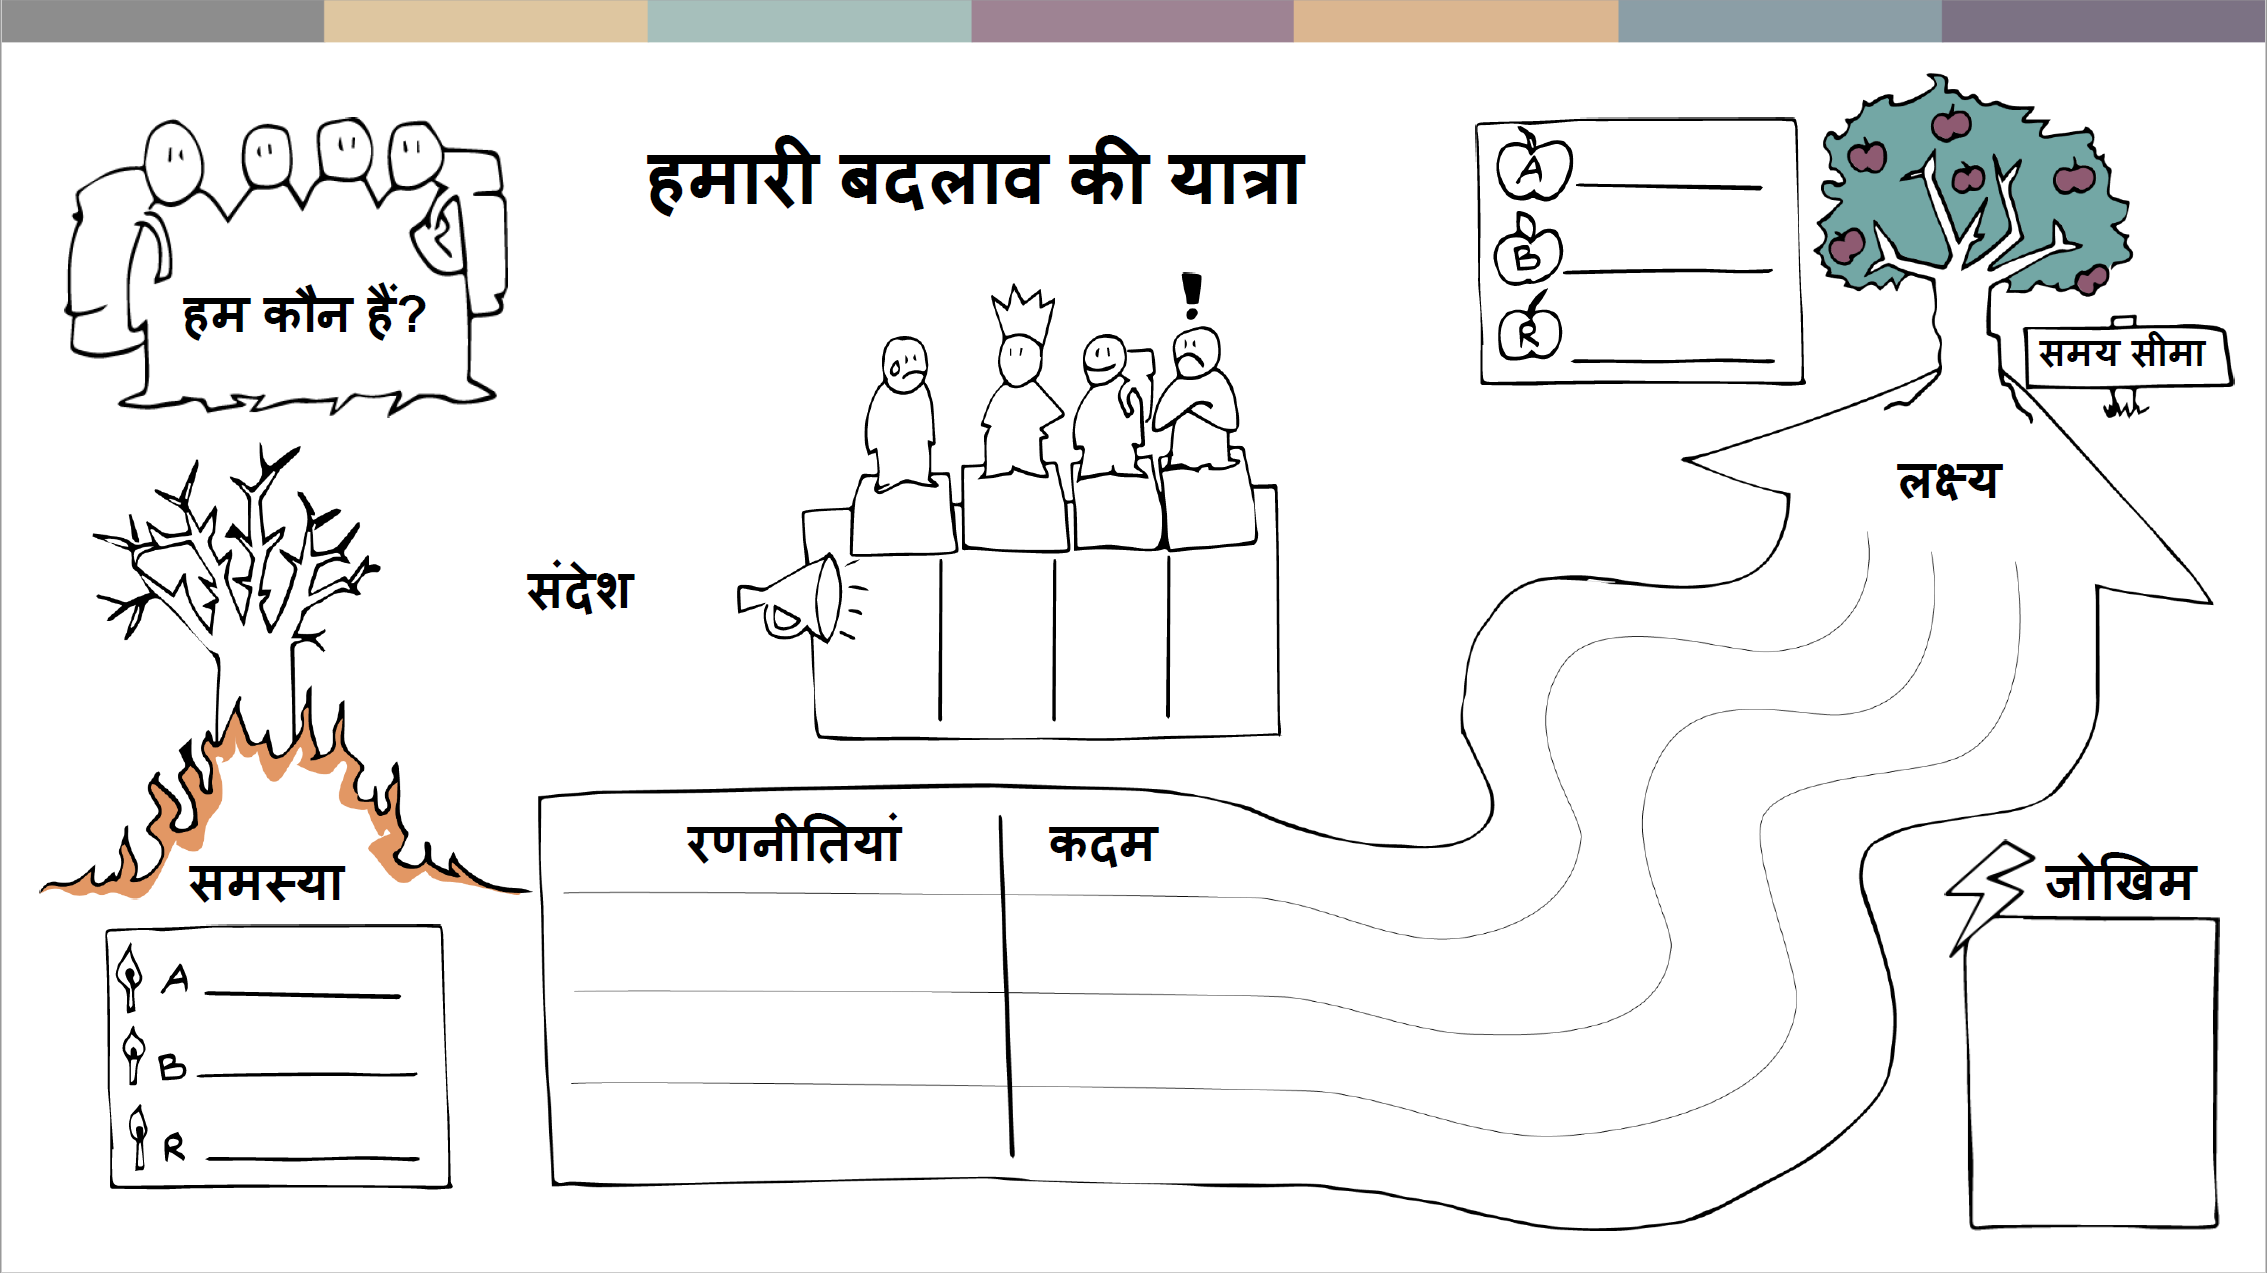 हमारी बदलाव की यात्रा
हम कौन हैं?
A
B
R
समय सीमा
लक्ष्य
संदेश
समस्या
A
B
R
रणनीतियां
कदम
जोखिम
!